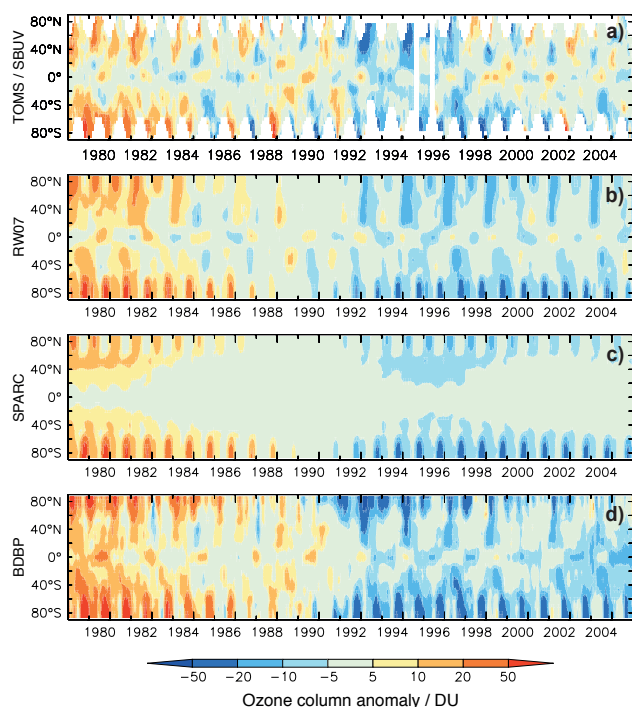 a)
80°N
40°N
0°
40°S
80°S
TOMS / SBUV
1980 1982 1984 1986 1988 1990 1992 1994 1996 1998 2000 2002 2004
b)
80°N
40°N
0°
40°S
80°S
RW07
1980 1982 1984 1986 1988 1990 1992 1994 1996 1998 2000 2002 2004
c)
80°N
40°N
0°
40°S
80°S
SPARC
1980 1982 1984 1986 1988 1990 1992 1994 1996 1998 2000 2002 2004
d)
80°N
40°N
0°
40°S
80°S
BDBP
1980 1982 1984 1986 1988 1990 1992 1994 1996 1998 2000 2002 2004
−50 −20 −10 −5 5 10 20 50
Ozone column anomaly / DU